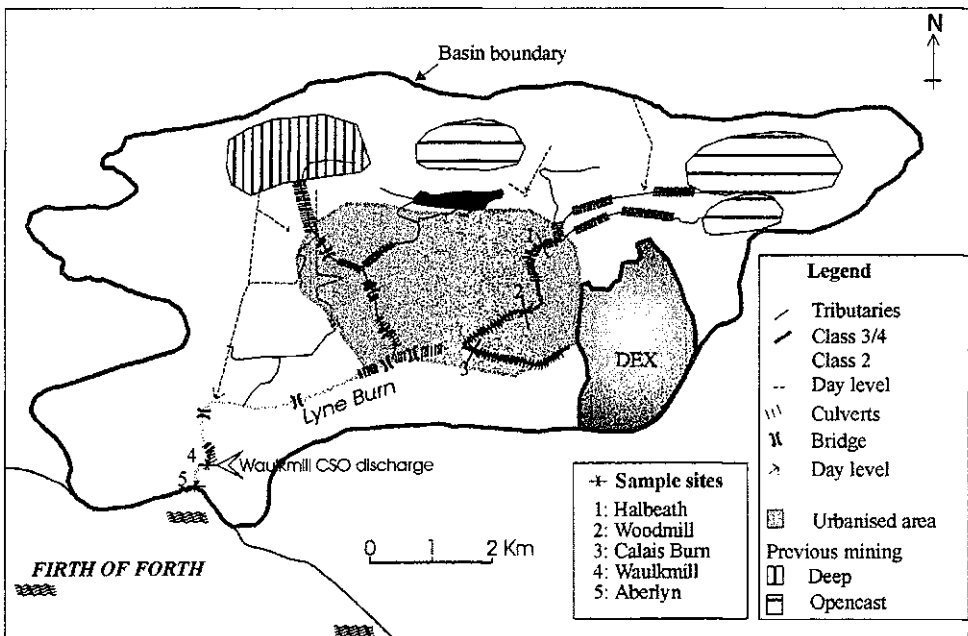 Basin boundary
N
1
2
3
DEX
Lyne Burn
4
Waulkmill CSO discharge
5
0 1 2 Km
FIRTH OF FORTH
Sample sites
1: Halbeath
2: Woodmill
3: Calais Burn
4: Waulkmill
5: Aberlyn
Legend
Tributaries
Class 3/4
Class 2
Day level
Culverts
Bridge
Day level
Urbanised area
Previous mining
Deep
Opencast